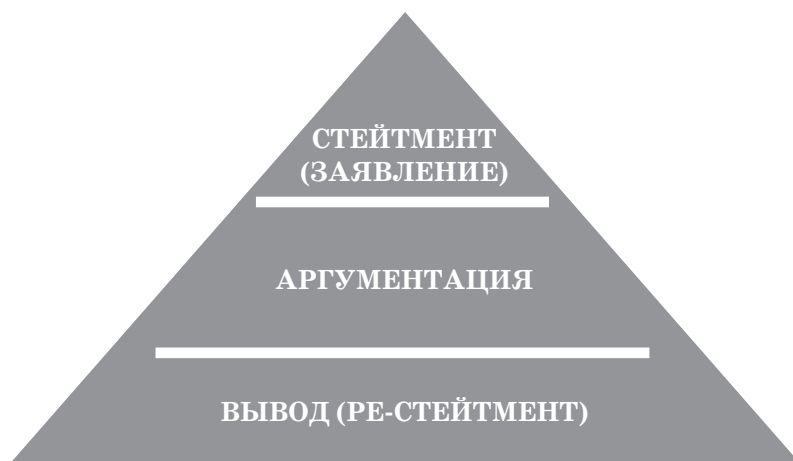 СТЕЙТМЕНТ
(ЗАЯВЛЕНИЕ)
АРГУМЕНТАЦИЯ
ВЫВОД (РЕ-СТЕЙТМЕНТ)